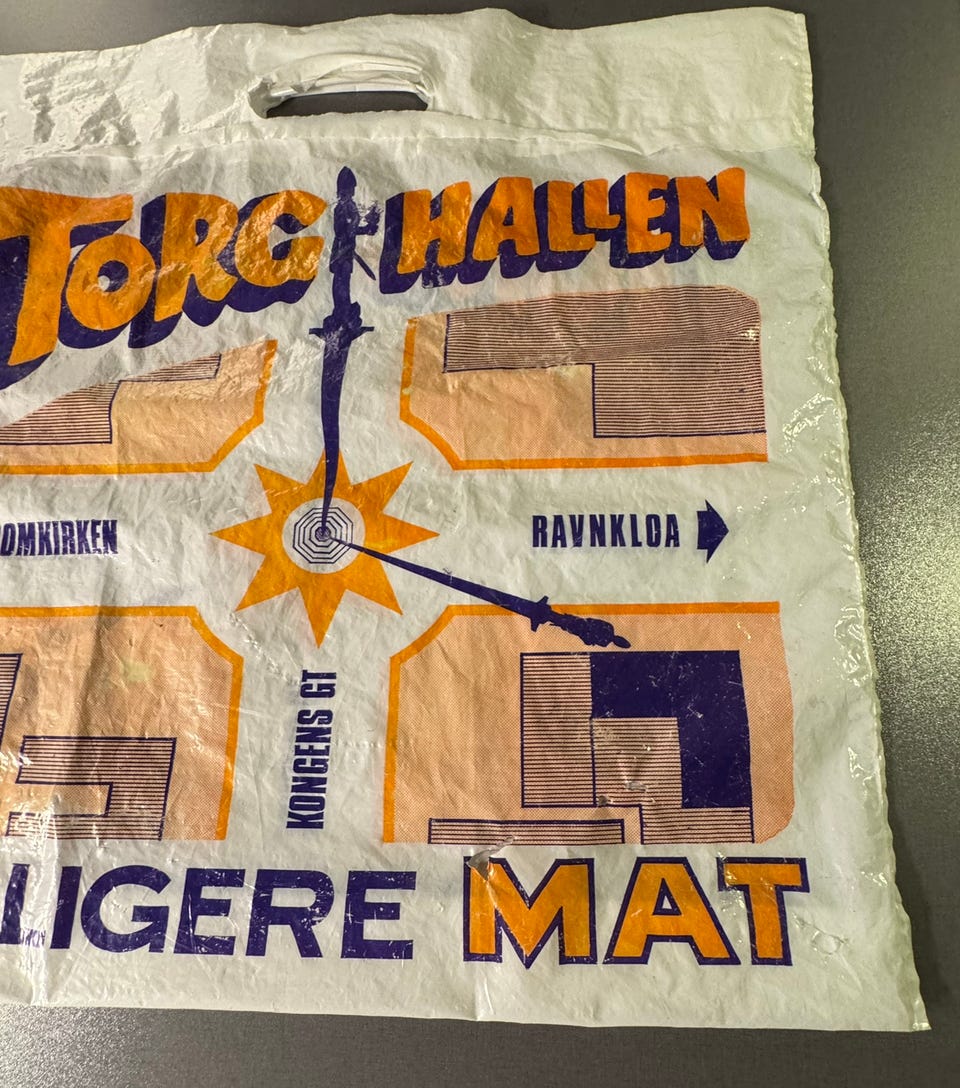 TORG HALLEN
OMKIRKEN
RAVNKLOA
KONGENS GT
LIGERE MAT